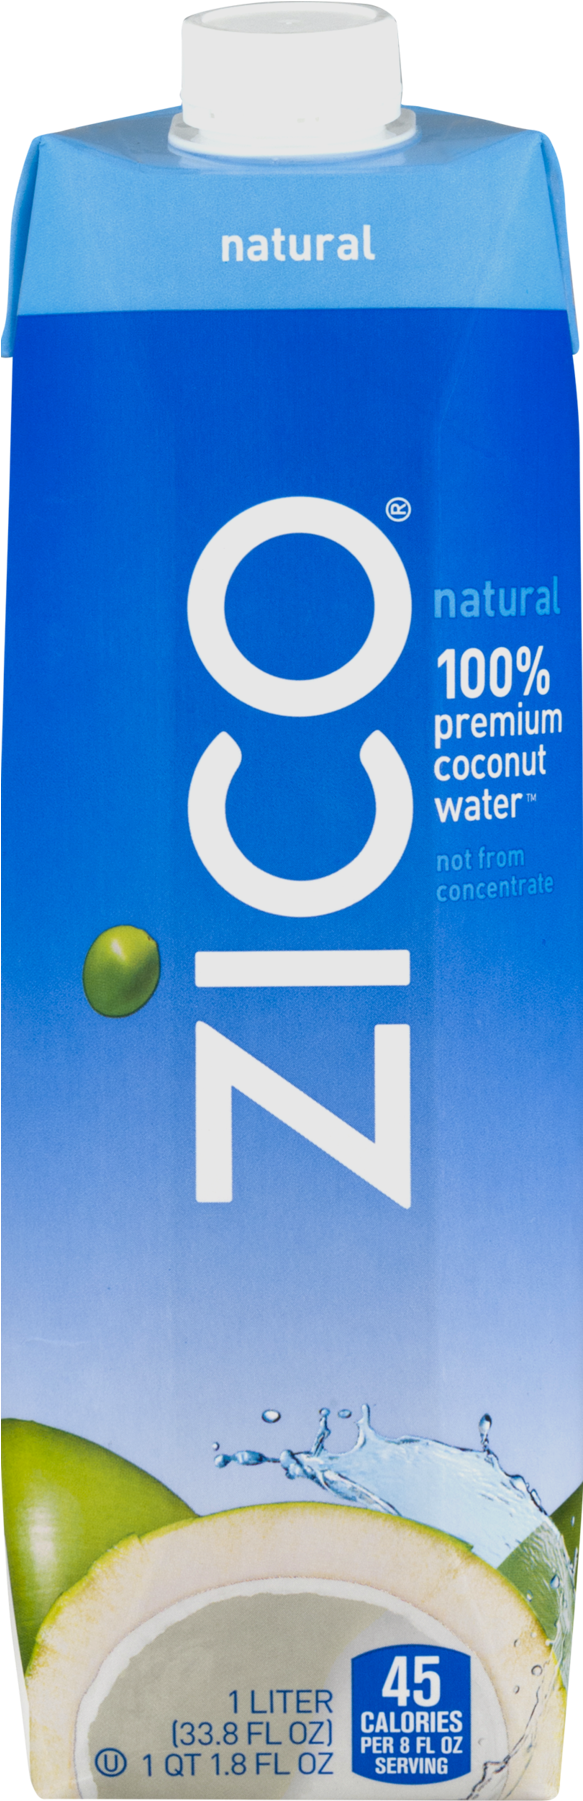 natural
ZICO®
natural
100%
premium
coconut
water™
not from
concentrate
1 LITER
(33.8 FL OZ)
U 1 QT 1.8 FL OZ
45
CALORIES
PER 8 FL OZ
SERVING